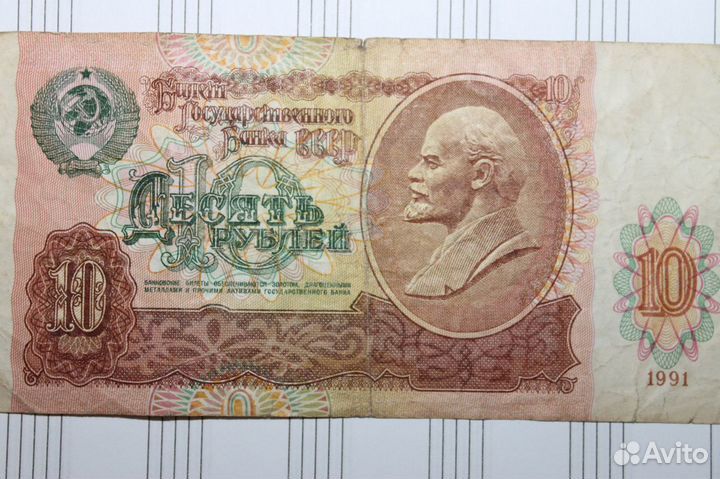 Билет
Государственного
Банка СССР
10
10
Десять
рублей
БАНКОВСКИЕ БИЛЕТЫ ОБЕСПЕЧИВАЮТСЯ ЗОЛОТОМ, ДРАГОЦЕННЫМИ
МЕТАЛЛАМИ И ПРОЧИМИ АКТИВАМИ ГОСУДАРСТВЕННОГО БАНКА
10
10
1991
Avito